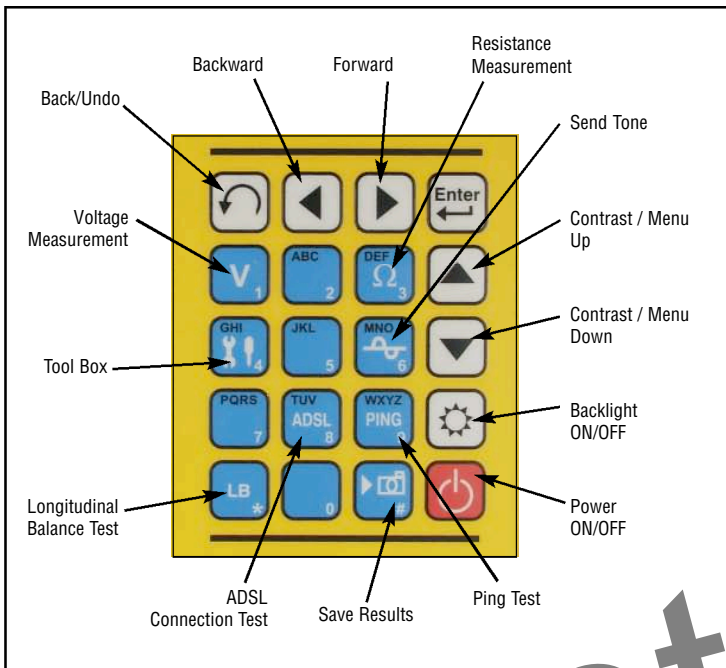 Resistance
Measurement
Backward
Forward
Back/Undo
Send Tone
Enter
Voltage
Measurement
Contrast / Menu
Up
V 1
ABC 2
DEF Ω 3
Contrast / Menu
Down
GHI 4
JKL 5
MNO 6
Tool Box
PQRS 7
TUV ADSL 8
WXYZ PING 9
Backlight
ON/OFF
LB *
0
#
Longitudinal
Balance Test
Power
ON/OFF
ADSL
Connection Test
Save Results
Ping Test